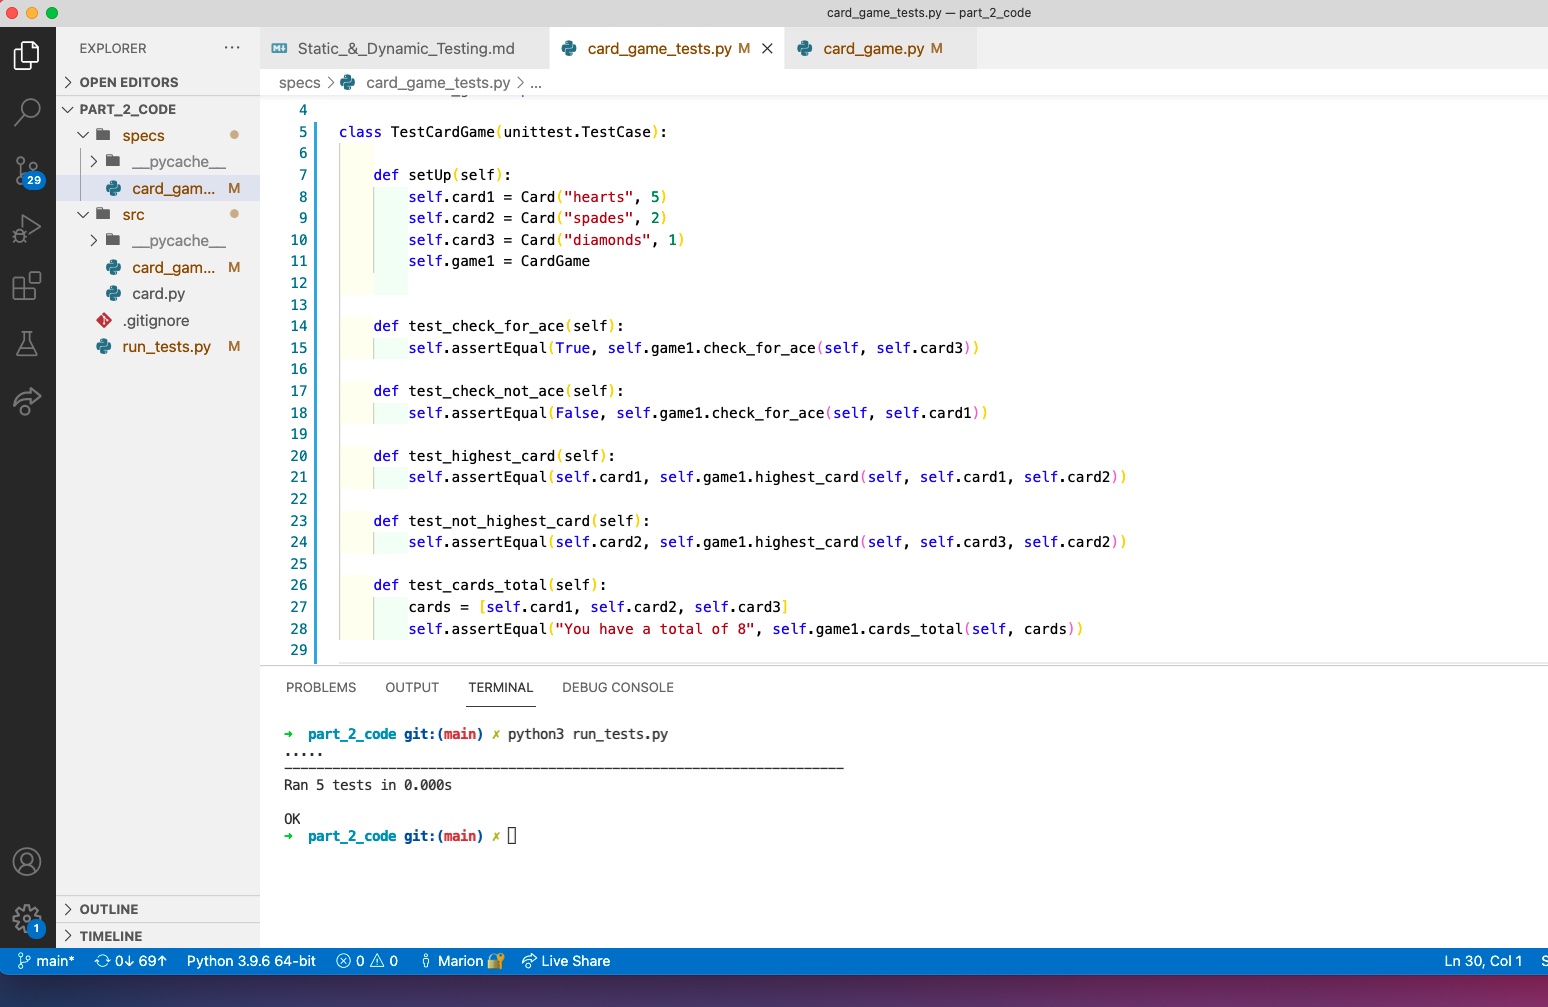 card_game_tests.py — part_2_code
EXPLORER ...
Static_&_Dynamic_Testing.md
card_game_tests.py M
card_game.py M
OPEN EDITORS
specs > card_game_tests.py > ...
PART_2_CODE
specs
__pycache__
card_gam... M
src
__pycache__
card_gam... M
card.py
.gitignore
run_tests.py M
29
4
5 class TestCardGame(unittest.TestCase):
6
7 def setUp(self):
8 self.card1 = Card("hearts", 5)
9 self.card2 = Card("spades", 2)
10 self.card3 = Card("diamonds", 1)
11 self.game1 = CardGame
12
13
14 def test_check_for_ace(self):
15 self.assertEqual(True, self.game1.check_for_ace(self, self.card3))
16
17 def test_check_not_ace(self):
18 self.assertEqual(False, self.game1.check_for_ace(self, self.card1))
19
20 def test_highest_card(self):
21 self.assertEqual(self.card1, self.game1.highest_card(self, self.card1, self.card2))
22
23 def test_not_highest_card(self):
24 self.assertEqual(self.card2, self.game1.highest_card(self, self.card3, self.card2))
25
26 def test_cards_total(self):
27 cards = [self.card1, self.card2, self.card3]
28 self.assertEqual("You have a total of 8", self.game1.cards_total(self, cards))
29
PROBLEMS OUTPUT TERMINAL DEBUG CONSOLE
➜ part_2_code git:(main) ✗ python3 run_tests.py
.....
----------------------------------------------------------------------
Ran 5 tests in 0.000s
OK
➜ part_2_code git:(main) ✗
OUTLINE
1
TIMELINE
main* 0↓ 69↑ Python 3.9.6 64-bit 0 0 Marion Live Share Ln 30, Col 1